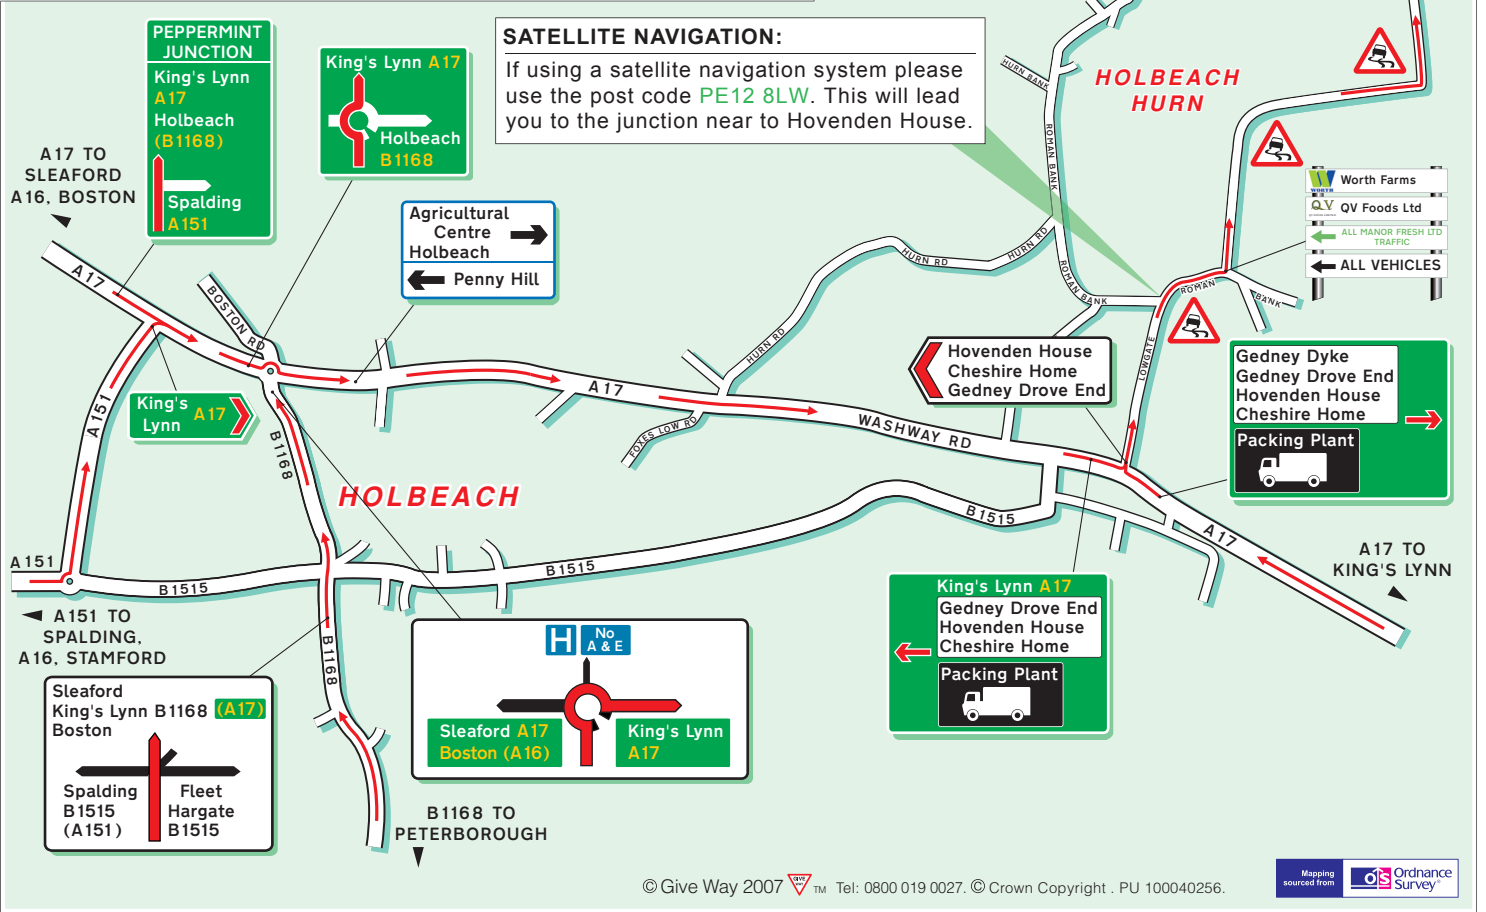 PEPPERMINT
JUNCTION
King's Lynn
A17
Holbeach
(B1168)
Spalding
A151
King's Lynn A17
Holbeach
B1168
SATELLITE NAVIGATION:
If using a satellite navigation system please
use the post code PE12 8LW. This will lead
you to the junction near to Hovenden House.
HURN BANK
ROMAN BANK
HOLBEACH
HURN
A17 TO
SLEAFORD
A16, BOSTON
Agricultural
Centre
Holbeach
Penny Hill
Worth Farms
WORTH
QV
QV Foods Ltd
ALL MANOR FRESH LTD
TRAFFIC
ALL VEHICLES
A17
BOSTON RD
HURN RD
HURN RD
HURN RD
ROMAN BANK
ROMAN
BANK
LOWGATE
Hovenden House
Cheshire Home
Gedney Drove End
Gedney Dyke
Gedney Drove End
Hovenden House
Cheshire Home
Packing Plant
King's
Lynn
A17
A151
B1168
A17
FOXES LOW RD
WASHWAY RD
HOLBEACH
B1515
A17
A17 TO
KING'S LYNN
A151
B1515
B1515
A151 TO
SPALDING,
A16, STAMFORD
King's Lynn A17
Gedney Drove End
Hovenden House
Cheshire Home
Packing Plant
B1168
H
No
A & E
Sleaford A17
Boston (A16)
King's Lynn
A17
Sleaford
King's Lynn B1168 (A17)
Boston
Spalding
B1515
(A151)
Fleet
Hargate
B1515
B1168 TO
PETERBOROUGH
© Give Way 2007 GIVE WAY TM Tel: 0800 019 0027. © Crown Copyright . PU 100040256.
Mapping
sourced from
OS
Ordnance
Survey®